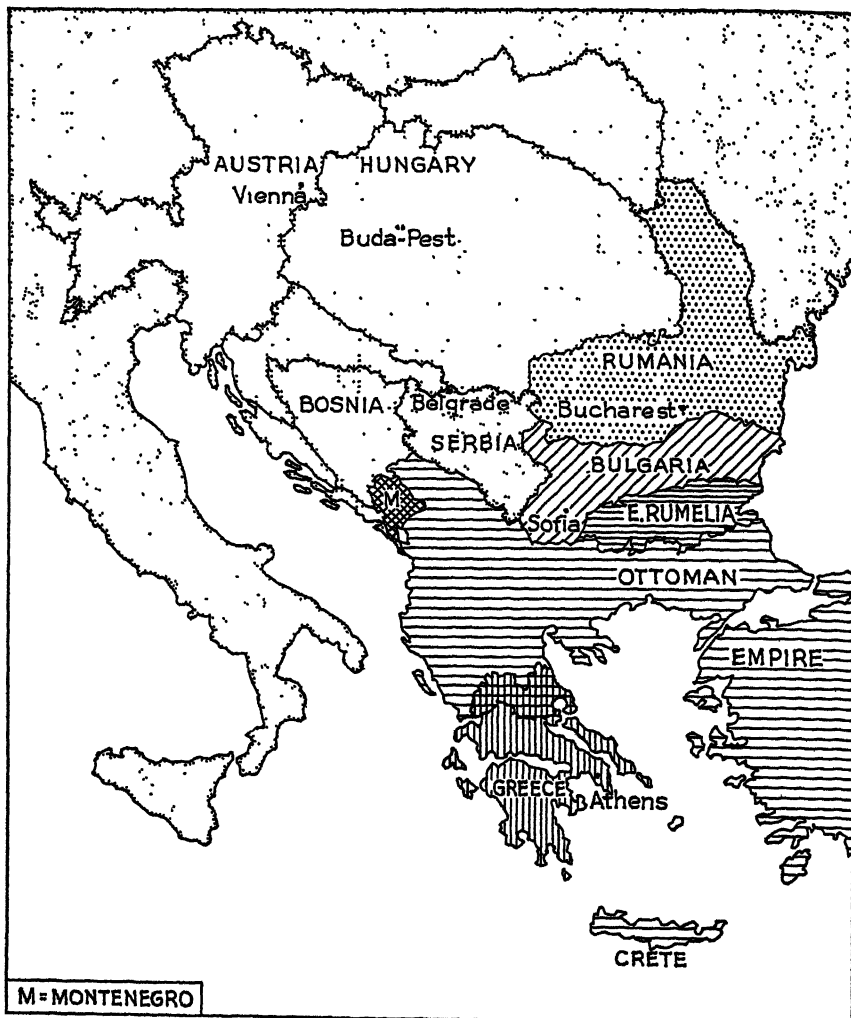 AUSTRIA HUNGARY
Vienna
Buda-Pest
RUMANIA
BOSNIA Belgrade Bucharest
SERBIA
BULGARIA
M
Sofia E. RUMELIA
OTTOMAN
EMPIRE
GREECE Athens
CRETE
M = MONTENEGRO